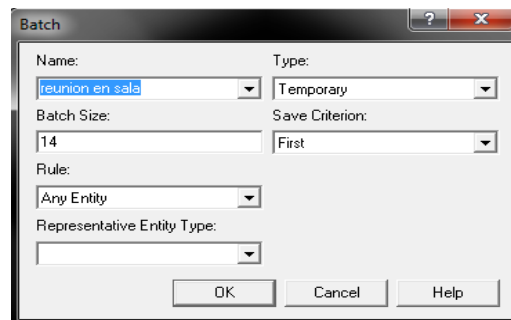 Batch
Name: Type:
reunion en sala Temporary
Batch Size: Save Criterion:
14 First
Rule:
Any Entity
Representative Entity Type:
OK Cancel Help